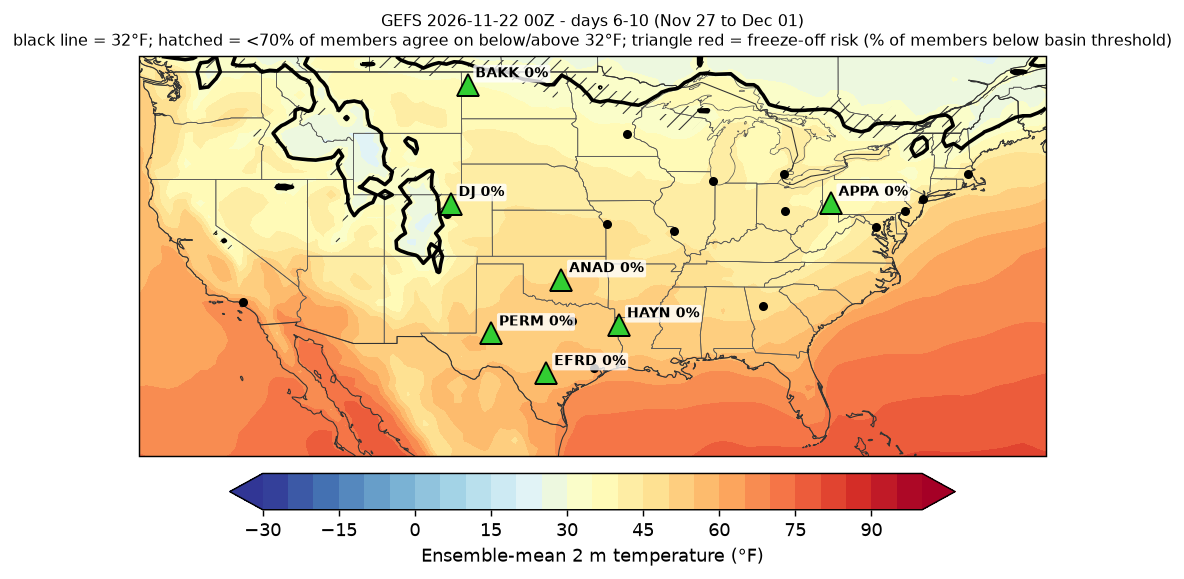 GEFS 2026-11-22 00Z - days 6-10 (Nov 27 to Dec 01)
black line = 32°F; hatched = <70% of members agree on below/above 32°F; triangle red = freeze-off risk (% of members below basin threshold)
BAKK 0%
DJ 0%
APPA 0%
ANAD 0%
HAYN 0%
PERM 0%
EFRD 0%
−30 −15 0 15 30 45 60 75 90
Ensemble-mean 2 m temperature (°F)